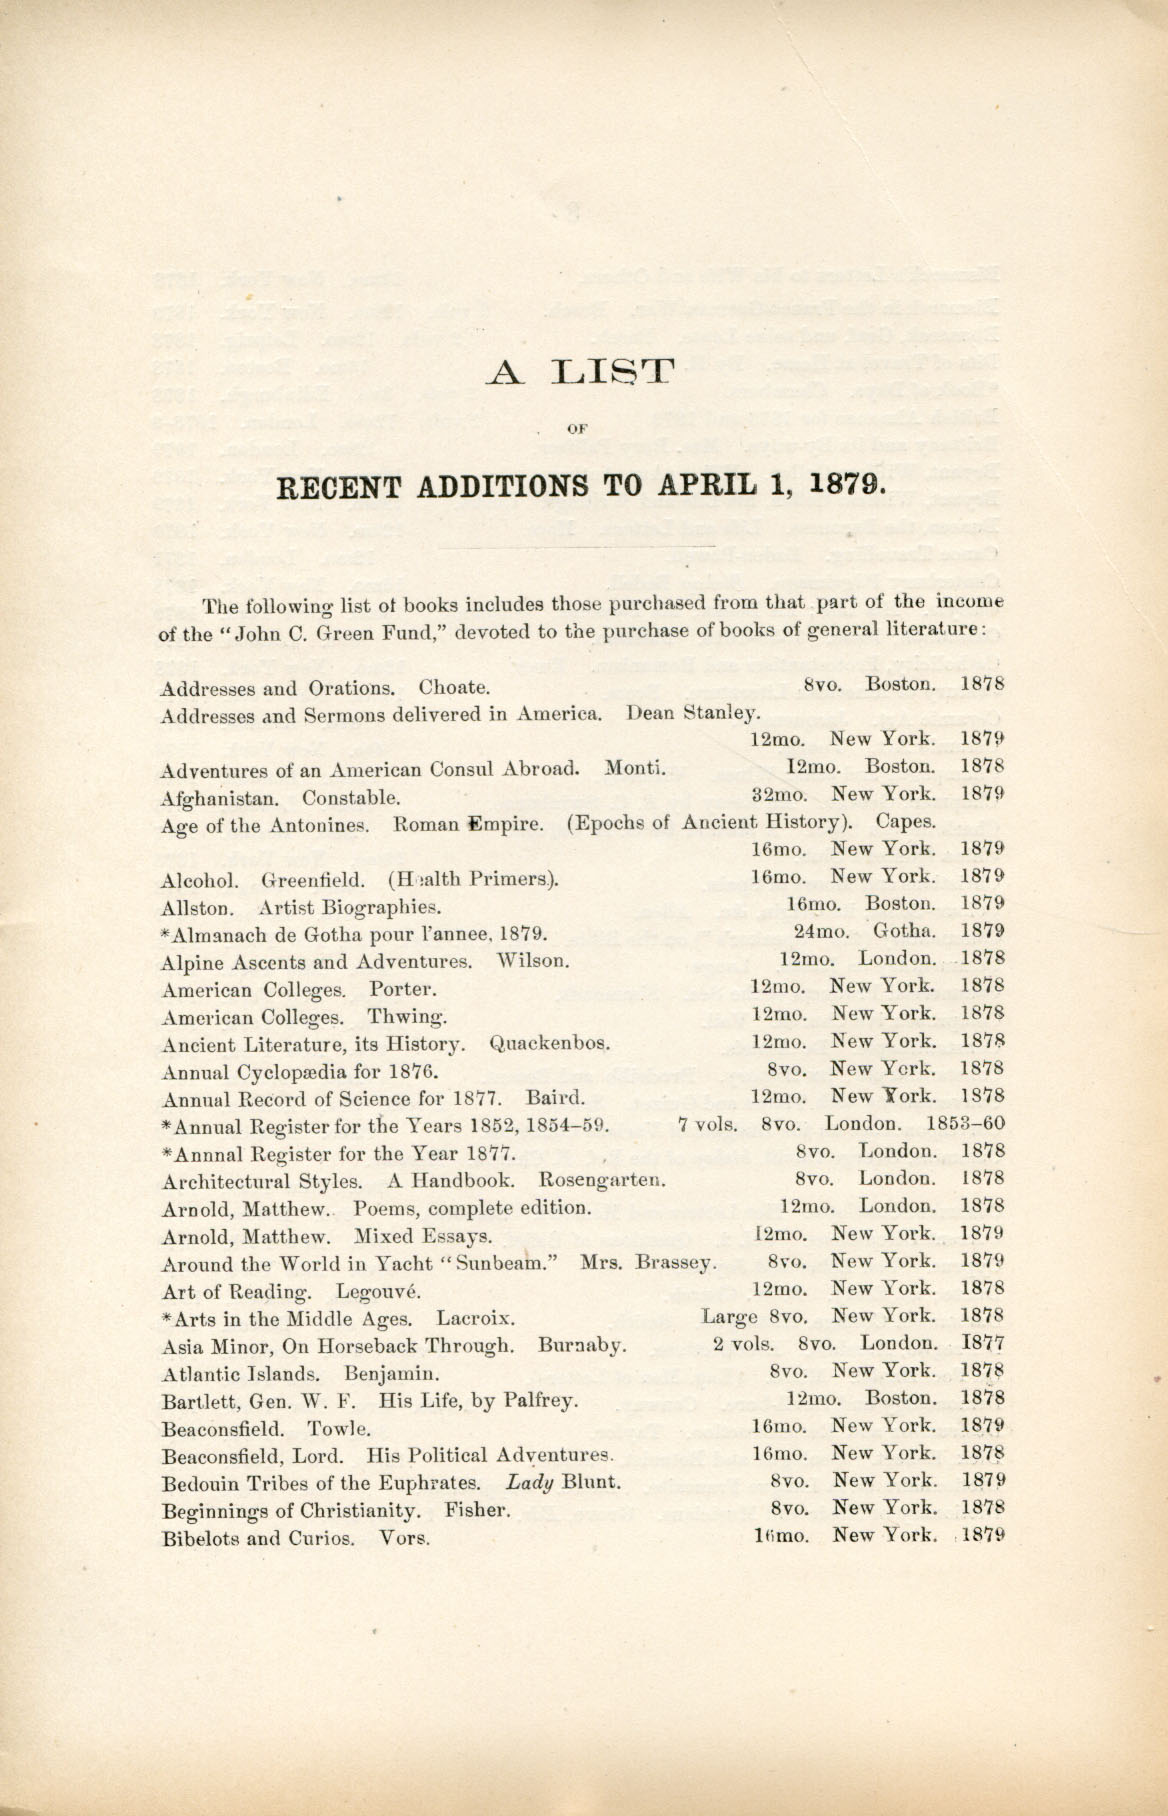 A LIST
OF
RECENT ADDITIONS TO APRIL 1, 1879.
The following list of books includes those purchased from that part of the income
of the "John C. Green Fund," devoted to the purchase of books of general literature:
Addresses and Orations. Choate. 8vo. Boston. 1878
Addresses and Sermons delivered in America. Dean Stanley.
12mo. New York. 1879
Adventures of an American Consul Abroad. Monti. 12mo. Boston. 1878
Afghanistan. Constable. 32mo. New York. 1879
Age of the Antonines. Roman Empire. (Epochs of Ancient History). Capes.
16mo. New York. 1879
Alcohol. Greenfield. (Health Primers). 16mo. New York. 1879
Allston. Artist Biographies. 16mo. Boston. 1879
*Almanach de Gotha pour l'annee, 1879. 24mo. Gotha. 1879
Alpine Ascents and Adventures. Wilson. 12mo. London. 1878
American Colleges. Porter. 12mo. New York. 1878
American Colleges. Thwing. 12mo. New York. 1878
Ancient Literature, its History. Quackenbos. 12mo. New York. 1878
Annual Cyclopædia for 1876. 8vo. New York. 1878
Annual Record of Science for 1877. Baird. 12mo. New York. 1878
*Annual Register for the Years 1852, 1854–59. 7 vols. 8vo. London. 1853–60
*Annnal Register for the Year 1877. 8vo. London. 1878
Architectural Styles. A Handbook. Rosengarten. 8vo. London. 1878
Arnold, Matthew. Poems, complete edition. 12mo. London. 1878
Arnold, Matthew. Mixed Essays. 12mo. New York. 1879
Around the World in Yacht "Sunbeam." Mrs. Brassey. 8vo. New York. 1879
Art of Reading. Legouvé. 12mo. New York. 1878
*Arts in the Middle Ages. Lacroix. Large 8vo. New York. 1878
Asia Minor, On Horseback Through. Burnaby. 2 vols. 8vo. London. 1877
Atlantic Islands. Benjamin. 8vo. New York. 1878
Bartlett, Gen. W. F. His Life, by Palfrey. 12mo. Boston. 1878
Beaconsfield. Towle. 16mo. New York. 1879
Beaconsfield, Lord. His Political Adventures. 16mo. New York. 1878
Bedouin Tribes of the Euphrates. Lady Blunt. 8vo. New York. 1879
Beginnings of Christianity. Fisher. 8vo. New York. 1878
Bibelots and Curios. Vors. 16mo. New York. 1879